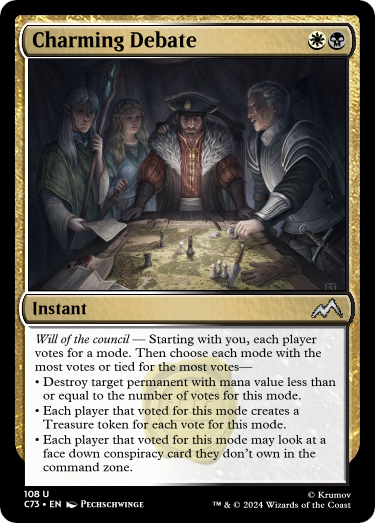 Charming Debate
Instant
Will of the council — Starting with you, each player
votes for a mode. Then choose each mode with the
most votes or tied for the most votes—
• Destroy target permanent with mana value less than
or equal to the number of votes for this mode.
• Each player that voted for this mode creates a
Treasure token for each vote for this mode.
• Each player that voted for this mode may look at a
face down conspiracy card they don't own in the
command zone.
108 U
© Krumov
C73 • EN Pechschwinge
™ & © 2024 Wizards of the Coast